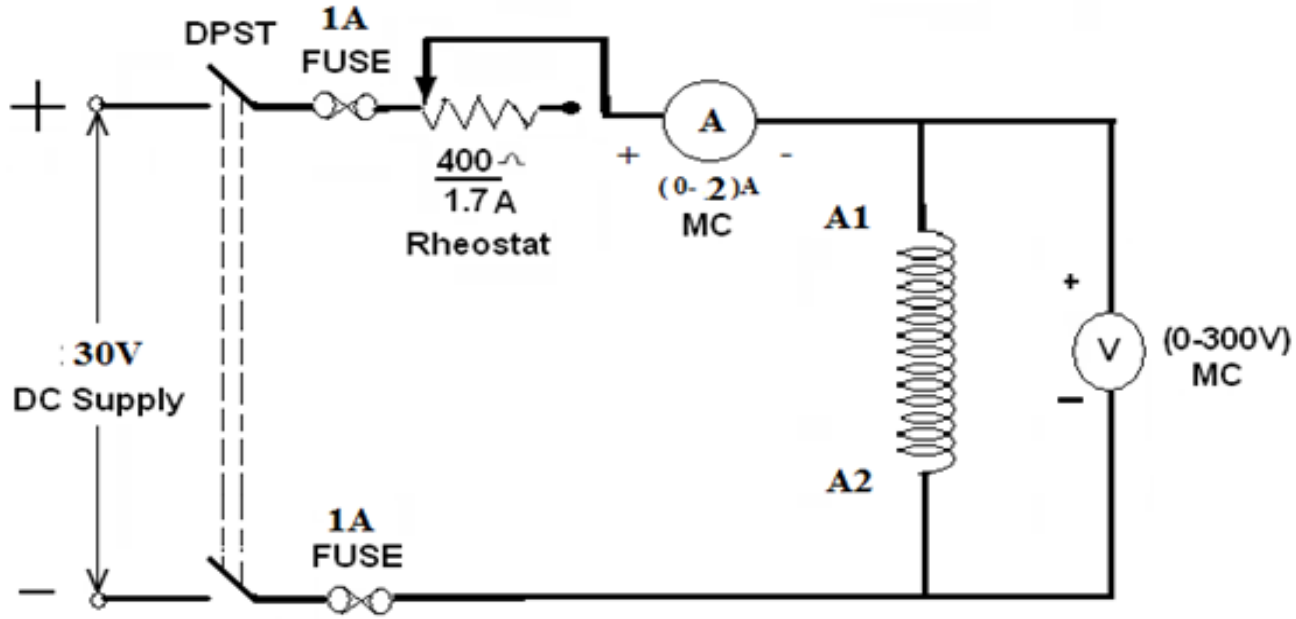 DPST
1A
FUSE
+
400
1.7 A
Rheostat
A
+ -
(0- .2)A
MC
A1
A2
+
V
-
(0-300V)
MC
30V
DC Supply
1A
FUSE
-